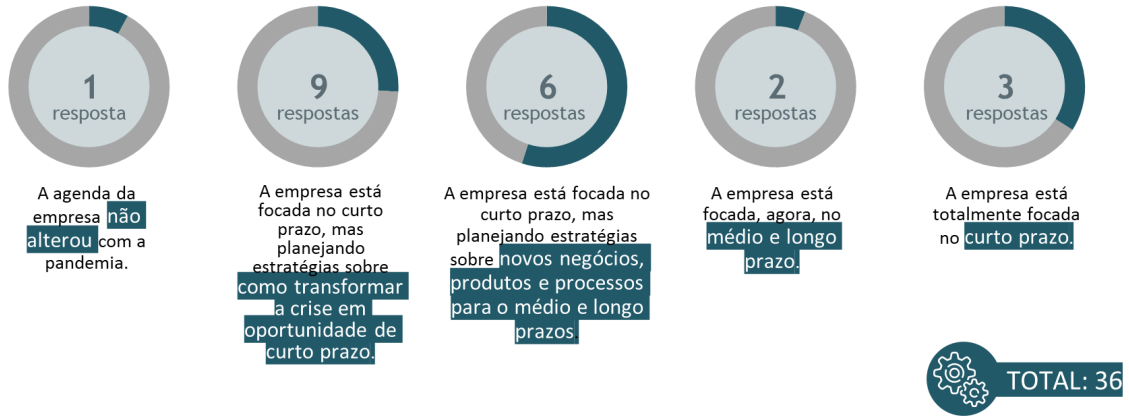 1
resposta
A agenda da
empresa não
alterou com a
pandemia.
9
respostas
A empresa está
focada no curto
prazo, mas
planejando
estratégias sobre
como transformar
a crise em
oportunidade de
curto prazo.
6
respostas
A empresa está focada no
curto prazo, mas
planejando estratégias
sobre novos negócios,
produtos e processos
para o médio e longo
prazos.
2
respostas
A empresa está
focada, agora, no
médio e longo
prazo.
3
respostas
A empresa está
totalmente focada
no curto prazo.
TOTAL: 36